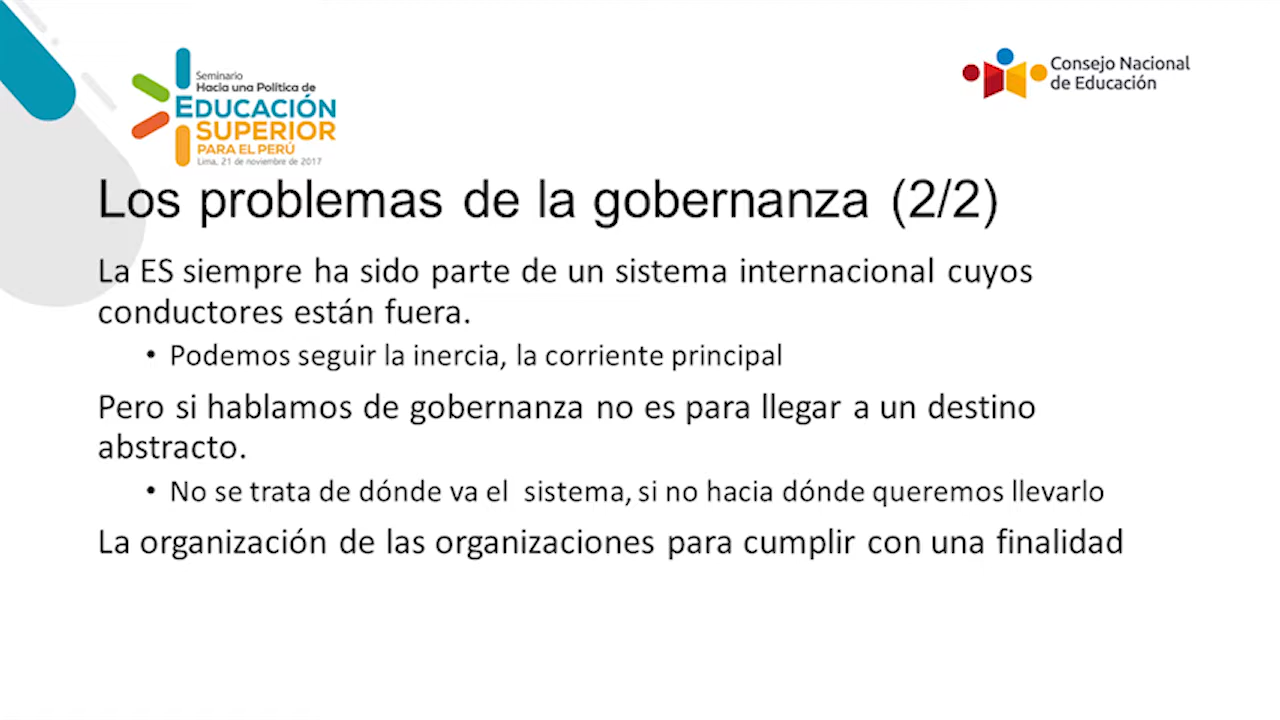 Seminario
Hacia una Política de
EDUCACIÓN
SUPERIOR
PARA EL PERÚ
Lima, 21 de noviembre de 2017
Consejo Nacional
de Educación
Los problemas de la gobernanza (2/2)
La ES siempre ha sido parte de un sistema internacional cuyos
conductores están fuera.
• Podemos seguir la inercia, la corriente principal
Pero si hablamos de gobernanza no es para llegar a un destino
abstracto.
• No se trata de dónde va el sistema, si no hacia dónde queremos llevarlo
La organización de las organizaciones para cumplir con una finalidad